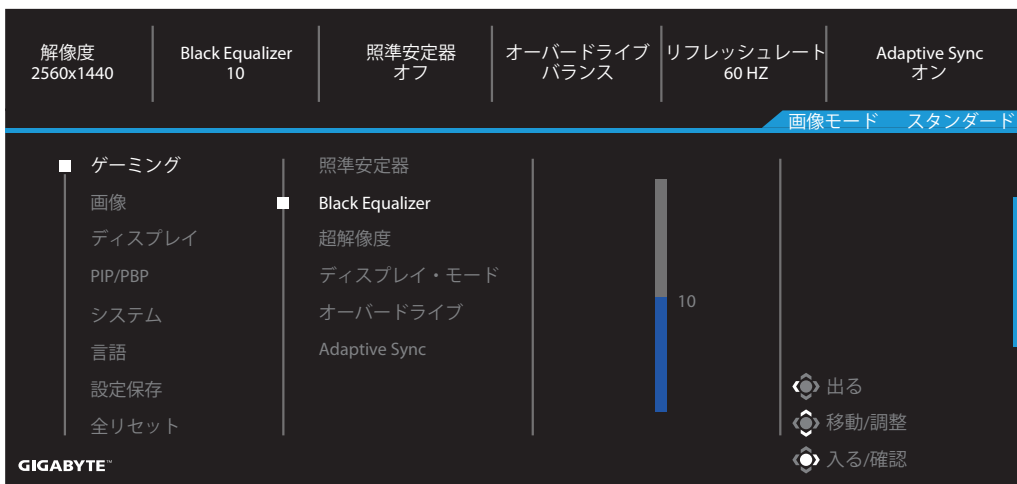 解像度
2560x1440
Black Equalizer
10
照準安定器
オフ
オーバードライブ
バランス
リフレッシュレート
60 HZ
Adaptive Sync
オン
画像モード スタンダード
ゲーミング
画像
ディスプレイ
PIP/PBP
システム
言語
設定保存
全リセット
照準安定器
Black Equalizer
超解像度
ディスプレイ・モード
オーバードライブ
Adaptive Sync
10
出る
移動/調整
入る/確認
GIGABYTE™